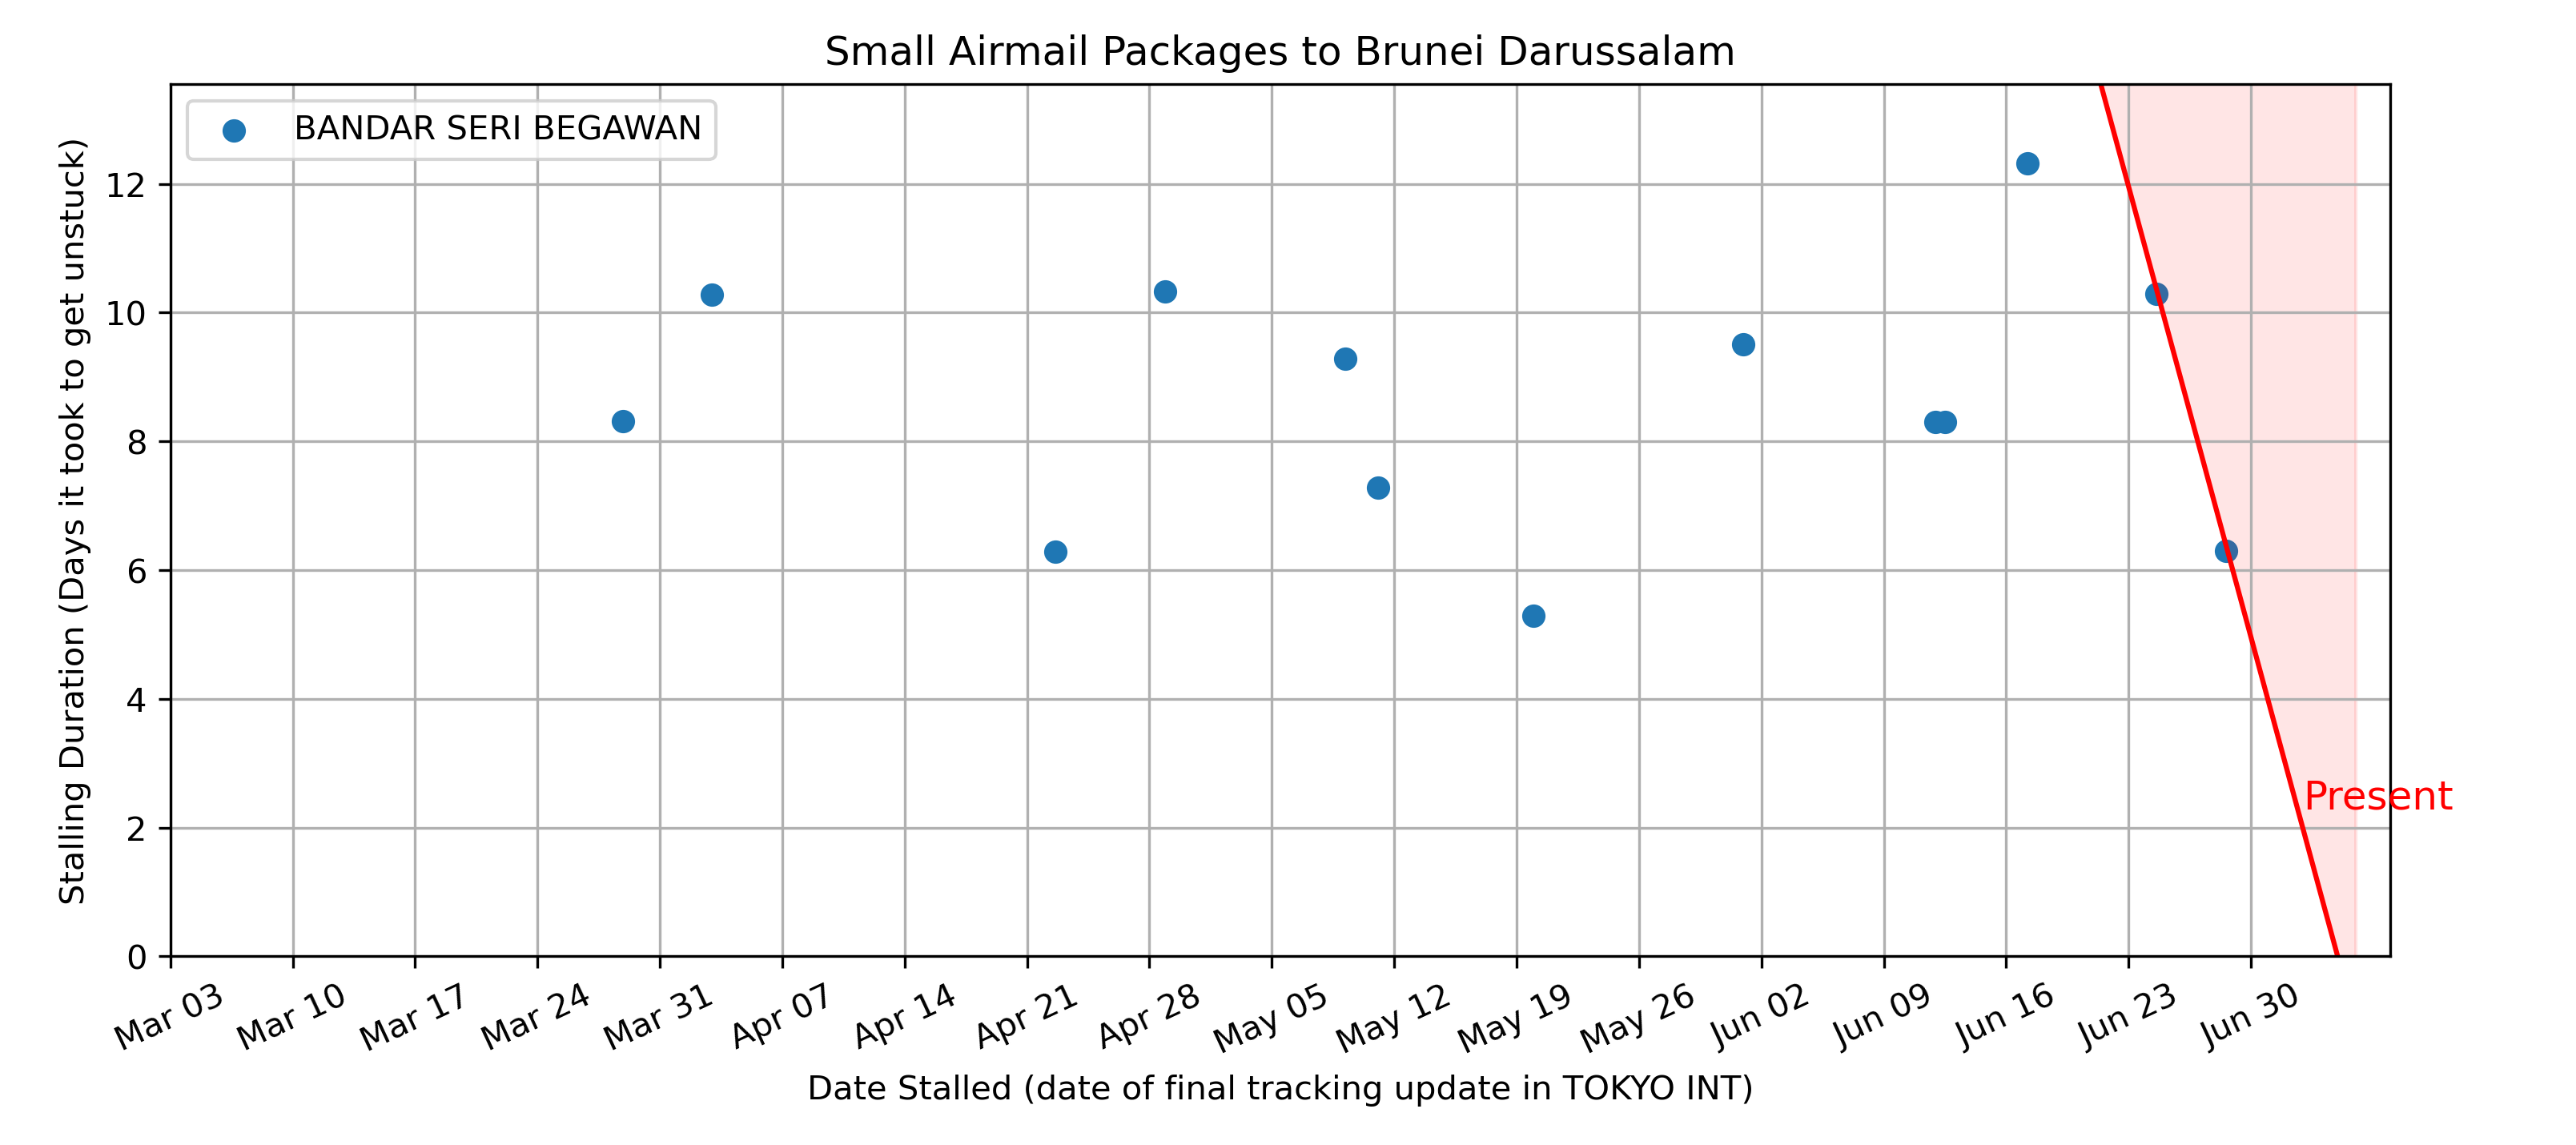 Small Airmail Packages to Brunei Darussalam
BANDAR SERI BEGAWAN
Stalling Duration (Days it took to get unstuck)
12
10
8
6
4
2
0
Present
Mar 03
Mar 10
Mar 17
Mar 24
Mar 31
Apr 07
Apr 14
Apr 21
Apr 28
May 05
May 12
May 19
May 26
Jun 02
Jun 09
Jun 16
Jun 23
Jun 30
Date Stalled (date of final tracking update in TOKYO INT)